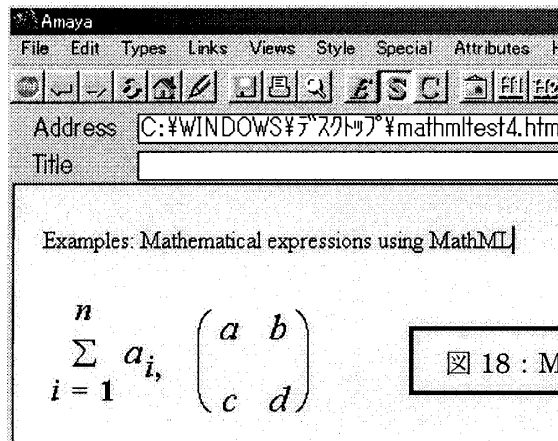 Amaya
File Edit Types Links Views Style Special Attributes
Address C:¥WINDOWS¥ﾃﾞｽｸﾄｯﾌﾟ¥mathmltest4.htm
Title
Examples: Mathematical expressions using MathML
n
∑ a i,
i = 1
a b
c d
図 18 : M